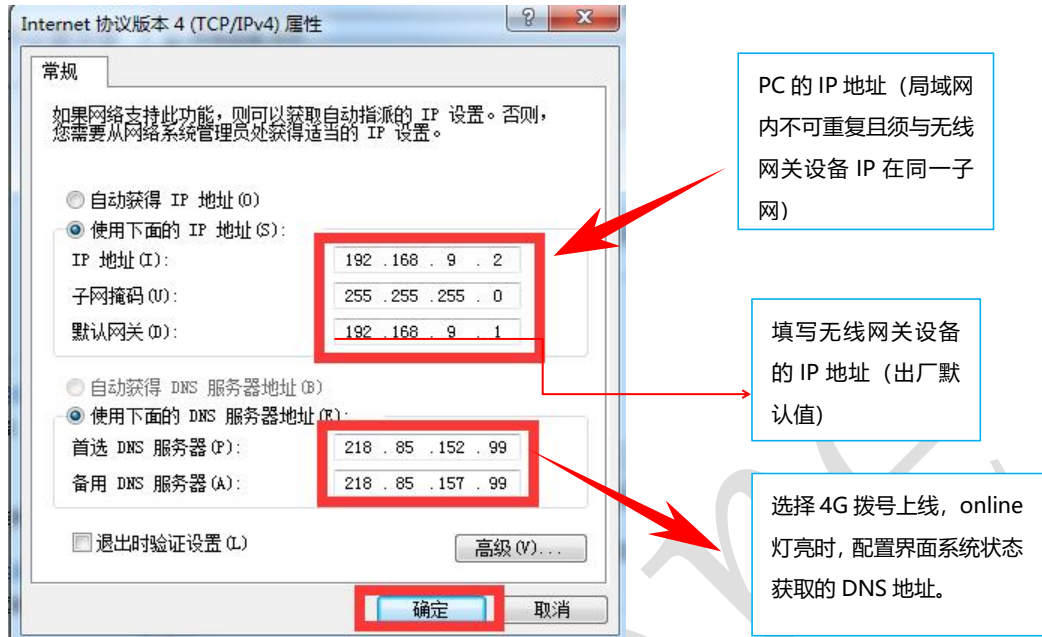 Internet 协议版本 4 (TCP/IPv4) 属性
常规
如果网络支持此功能，则可以获取自动指派的 IP 设置。否则，
您需要从网络系统管理员处获得适当的 IP 设置。
自动获得 IP 地址(O)
使用下面的 IP 地址(S):
IP 地址(I): 192 . 168 . 9 . 2
子网掩码(U): 255 . 255 . 255 . 0
默认网关(D): 192 . 168 . 9 . 1
自动获得 DNS 服务器地址(B)
使用下面的 DNS 服务器地址(E):
首选 DNS 服务器(P): 218 . 85 . 152 . 99
备用 DNS 服务器(A): 218 . 85 . 157 . 99
退出时验证设置(L)
高级(V)...
确定
取消
PC 的 IP 地址（局域网
内不可重复且须与无线
网关设备 IP 在同一子
网）
填写无线网关设备
的 IP 地址（出厂默
认值）
选择 4G 拨号上线，online
灯亮时，配置界面系统状态
获取的 DNS 地址。